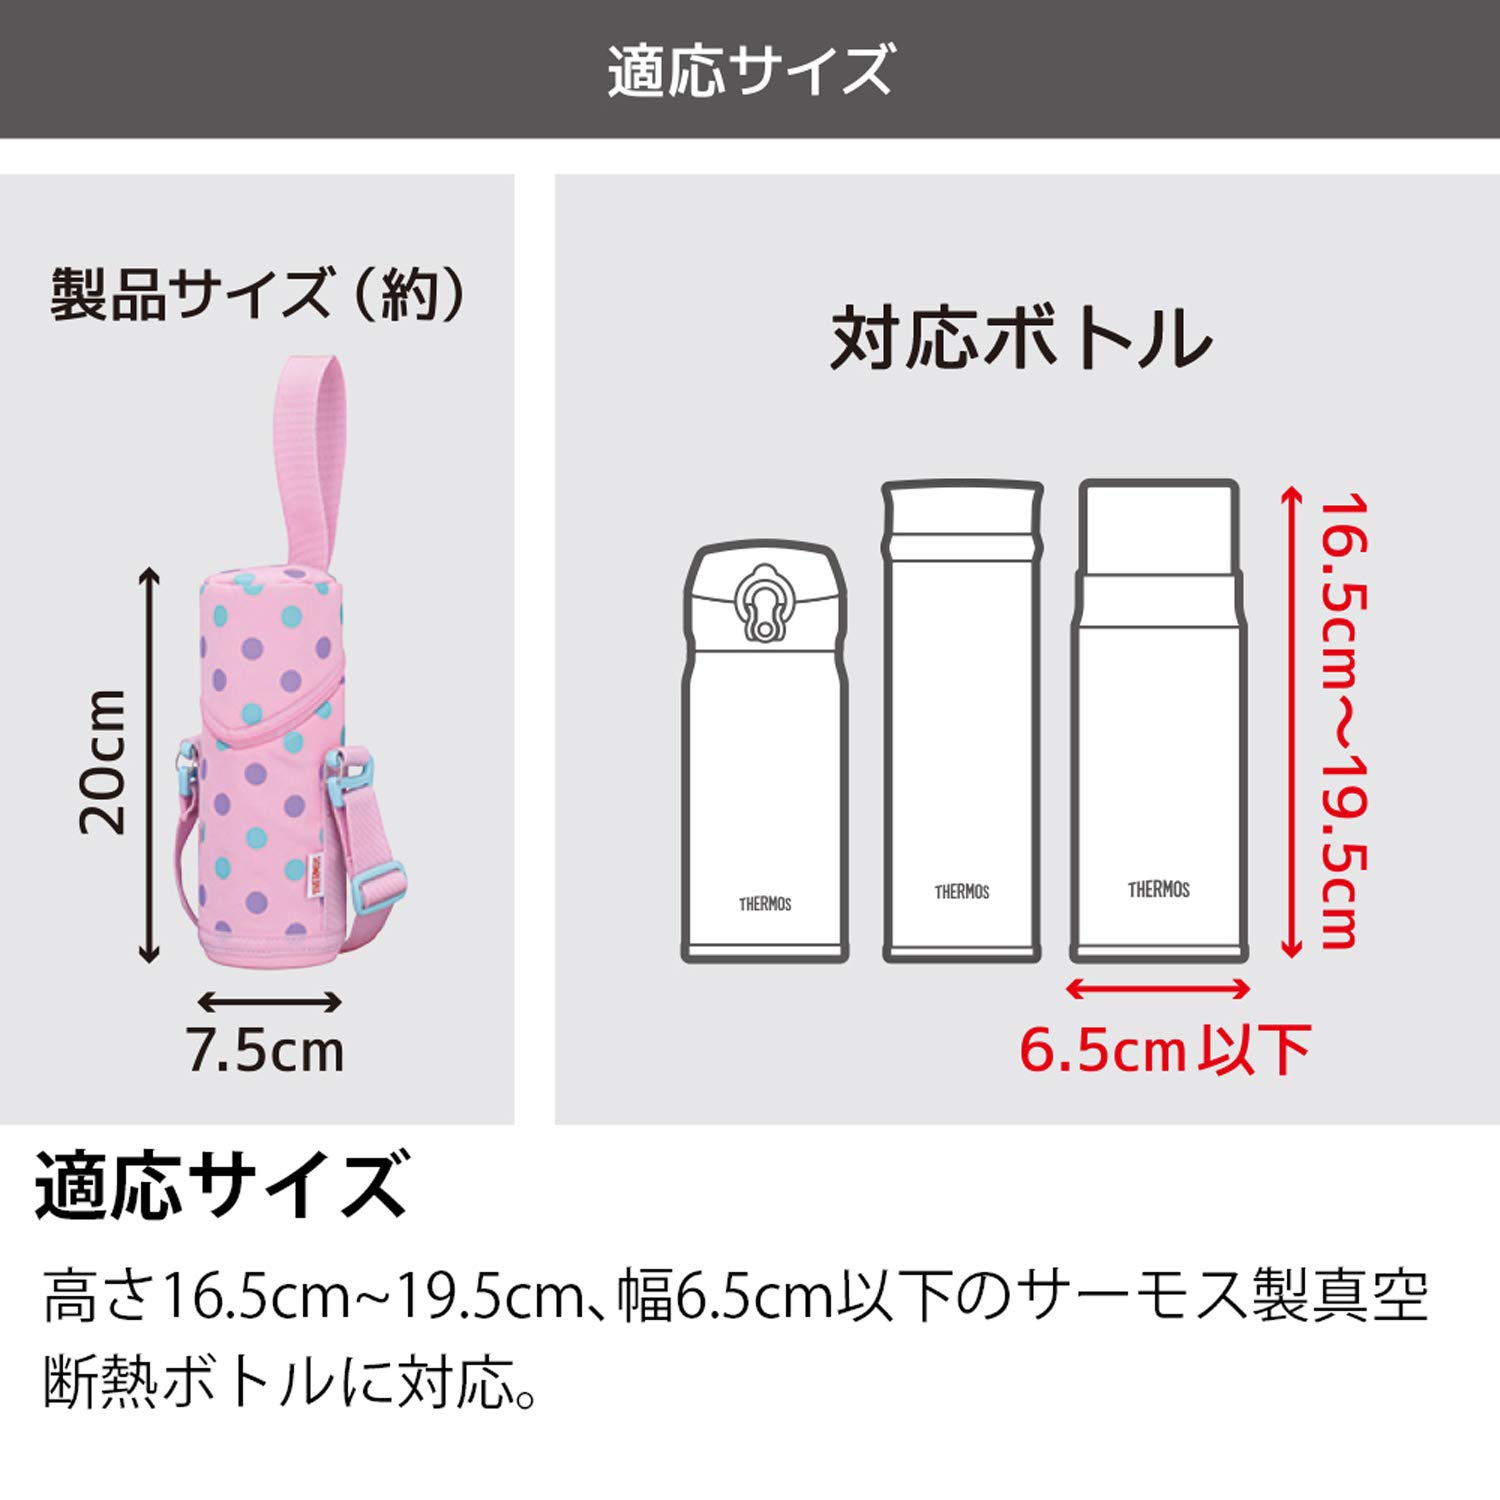 適応サイズ
製品サイズ（約）
20cm
THERMOS
7.5cm
対応ボトル
THERMOS
THERMOS
THERMOS
16.5cm〜19.5cm
6.5cm以下
適応サイズ
高さ16.5cm~19.5cm、幅6.5cm以下のサーモス製真空
断熱ボトルに対応。